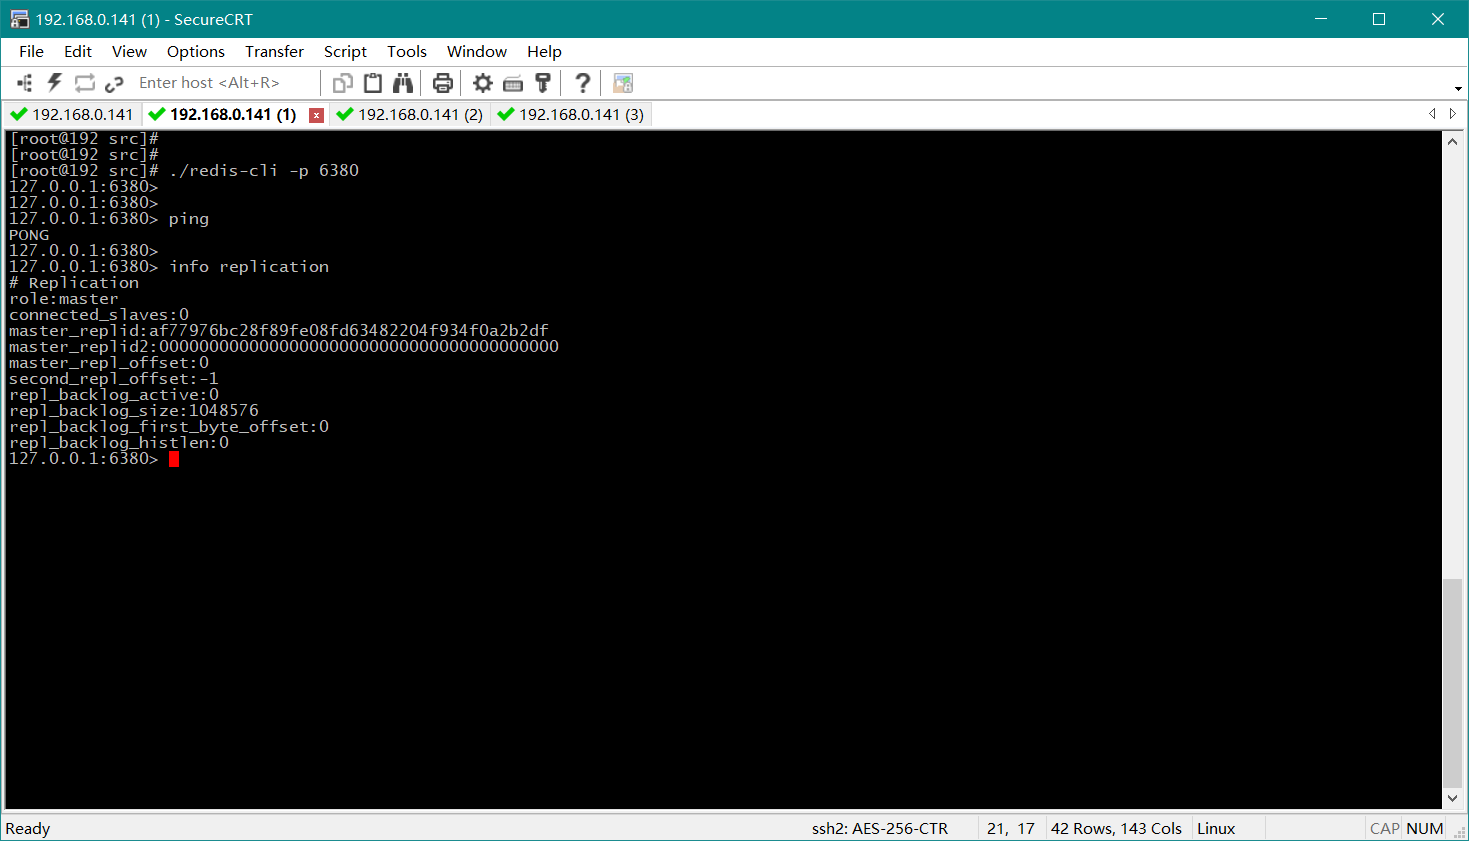 192.168.0.141 (1) - SecureCRT
File Edit View Options Transfer Script Tools Window Help
Enter host <Alt+R>
192.168.0.141 192.168.0.141 (1) 192.168.0.141 (2) 192.168.0.141 (3)
[root@192 src]#
[root@192 src]#
[root@192 src]# ./redis-cli -p 6380
127.0.0.1:6380>
127.0.0.1:6380>
127.0.0.1:6380> ping
PONG
127.0.0.1:6380>
127.0.0.1:6380> info replication
# Replication
role:master
connected_slaves:0
master_replid:af77976bc28f89fe08fd63482204f934f0a2b2df
master_replid2:0000000000000000000000000000000000000000
master_repl_offset:0
second_repl_offset:-1
repl_backlog_active:0
repl_backlog_size:1048576
repl_backlog_first_byte_offset:0
repl_backlog_histlen:0
127.0.0.1:6380>
Ready ssh2: AES-256-CTR 21, 17 42 Rows, 143 Cols Linux CAP NUM